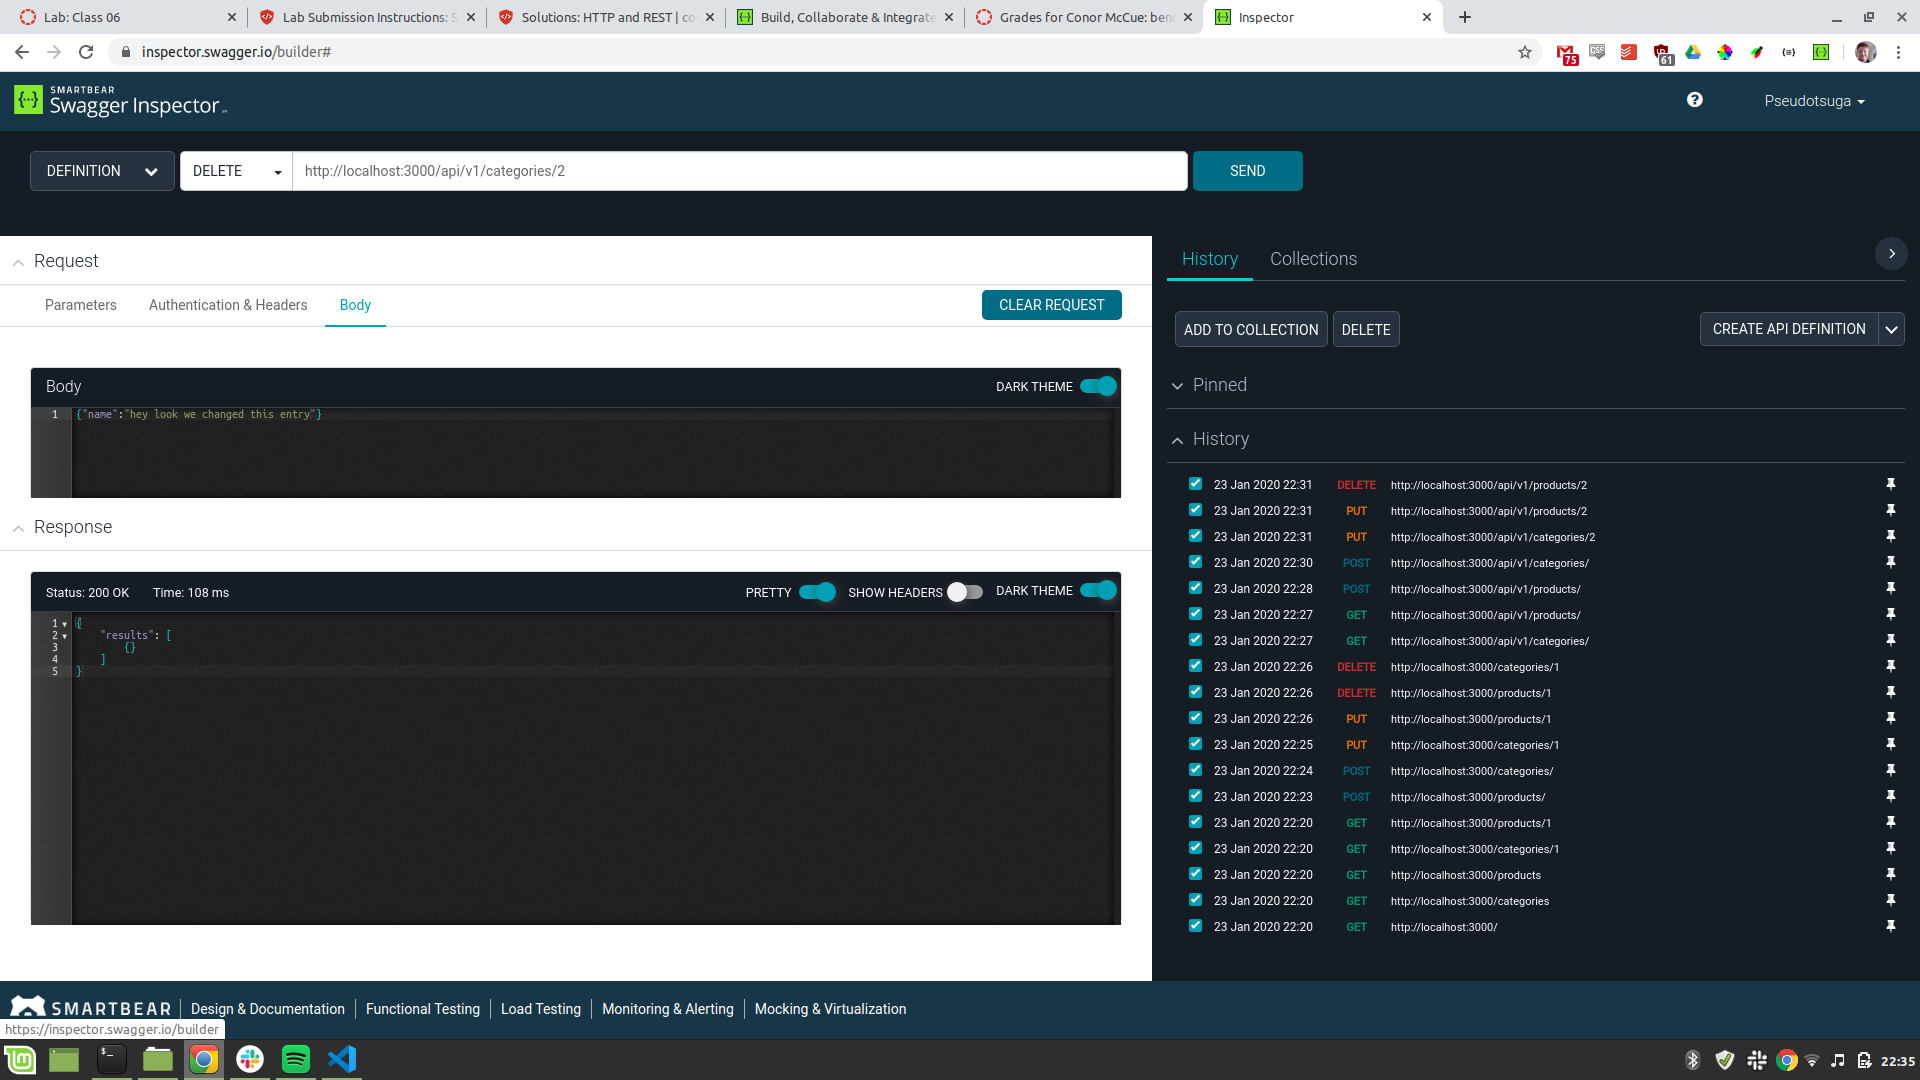 Lab: Class 06
Lab Submission Instructions: S
Solutions: HTTP and REST | co
Build, Collaborate & Integrate
Grades for Conor McCue: ben
Inspector
inspector.swagger.io/builder#
75
CSS
61
SMARTBEAR
Swagger Inspector
Pseudotsuga
DEFINITION
DELETE
http://localhost:3000/api/v1/categories/2
SEND
Request
Parameters
Authentication & Headers
Body
CLEAR REQUEST
Body
DARK THEME
1 {"name":"hey look we changed this entry"}
Response
Status: 200 OK
Time: 108 ms
PRETTY
SHOW HEADERS
DARK THEME
1 {
2 "results": [
3 {}
4 ]
5 }
History
Collections
ADD TO COLLECTION
DELETE
CREATE API DEFINITION
Pinned
History
23 Jan 2020 22:31 DELETE http://localhost:3000/api/v1/products/2
23 Jan 2020 22:31 PUT http://localhost:3000/api/v1/products/2
23 Jan 2020 22:31 PUT http://localhost:3000/api/v1/categories/2
23 Jan 2020 22:30 POST http://localhost:3000/api/v1/categories/
23 Jan 2020 22:28 POST http://localhost:3000/api/v1/products/
23 Jan 2020 22:27 GET http://localhost:3000/api/v1/products/
23 Jan 2020 22:27 GET http://localhost:3000/api/v1/categories/
23 Jan 2020 22:26 DELETE http://localhost:3000/categories/1
23 Jan 2020 22:26 DELETE http://localhost:3000/products/1
23 Jan 2020 22:26 PUT http://localhost:3000/products/1
23 Jan 2020 22:25 PUT http://localhost:3000/categories/1
23 Jan 2020 22:24 POST http://localhost:3000/categories/
23 Jan 2020 22:23 POST http://localhost:3000/products/
23 Jan 2020 22:20 GET http://localhost:3000/products/1
23 Jan 2020 22:20 GET http://localhost:3000/categories/1
23 Jan 2020 22:20 GET http://localhost:3000/products
23 Jan 2020 22:20 GET http://localhost:3000/categories
23 Jan 2020 22:20 GET http://localhost:3000/
SMARTBEAR
Design & Documentation
Functional Testing
Load Testing
Monitoring & Alerting
Mocking & Virtualization
https://inspector.swagger.io/builder
22:35